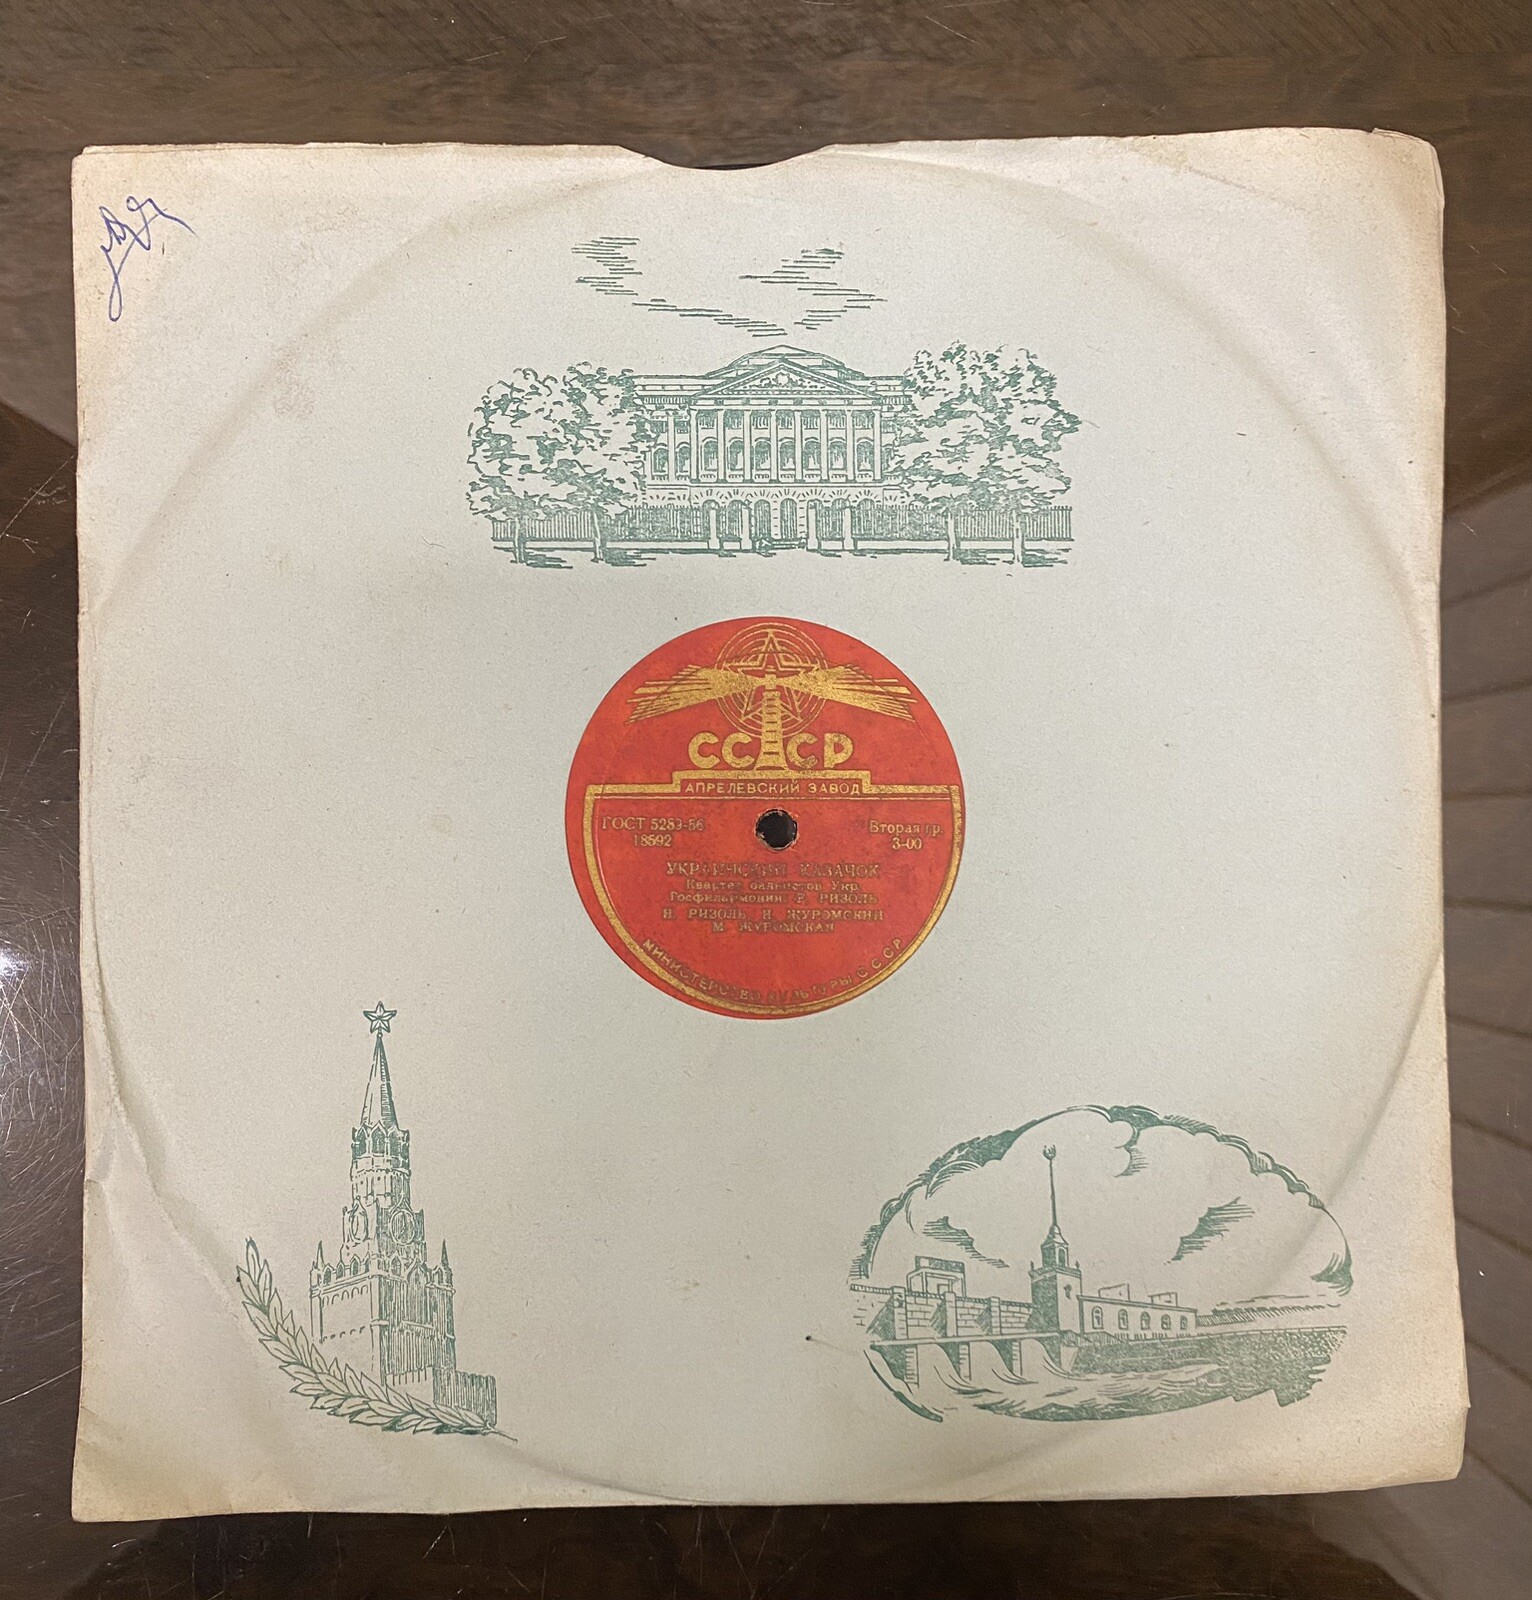 СССР
АПРЕЛЕВСКИЙ ЗАВОД
ГОСТ 5289-56
18592
Вторая гр.
3-00
УКРАИНСКИЙ КАЗАЧОК
Квартет баянистов Укр.
Госфилармонии: Р. РИЗОЛЬ,
Н. РИЗОЛЬ, И. ЖУРОМСКИЙ
М. ЖУРОМСКАЯ
МИНИСТЕРСТВО КУЛЬТУРЫ СССР